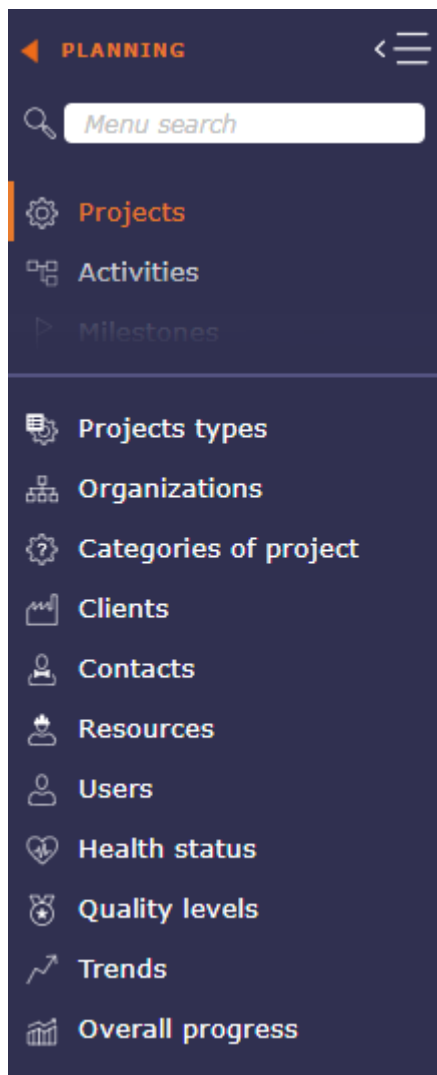 PLANNING
Menu search
Projects
Activities
Milestones
Projects types
Organizations
Categories of project
Clients
Contacts
Resources
Users
Health status
Quality levels
Trends
Overall progress